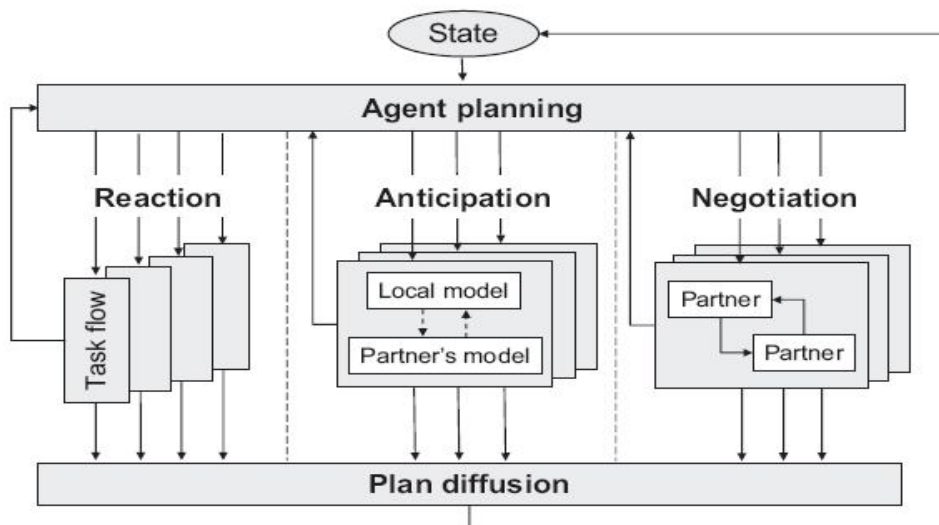 State
Agent planning
Reaction
Anticipation
Negotiation
Task flow
Local model
Partner's model
Partner
Partner
Plan diffusion